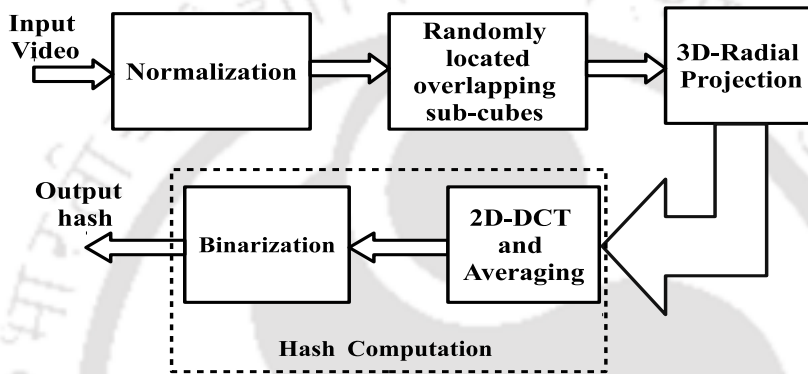 Input
Video
Normalization
Randomly
located
overlapping
sub-cubes
3D-Radial
Projection
Output
hash
Binarization
2D-DCT
and
Averaging
Hash Computation